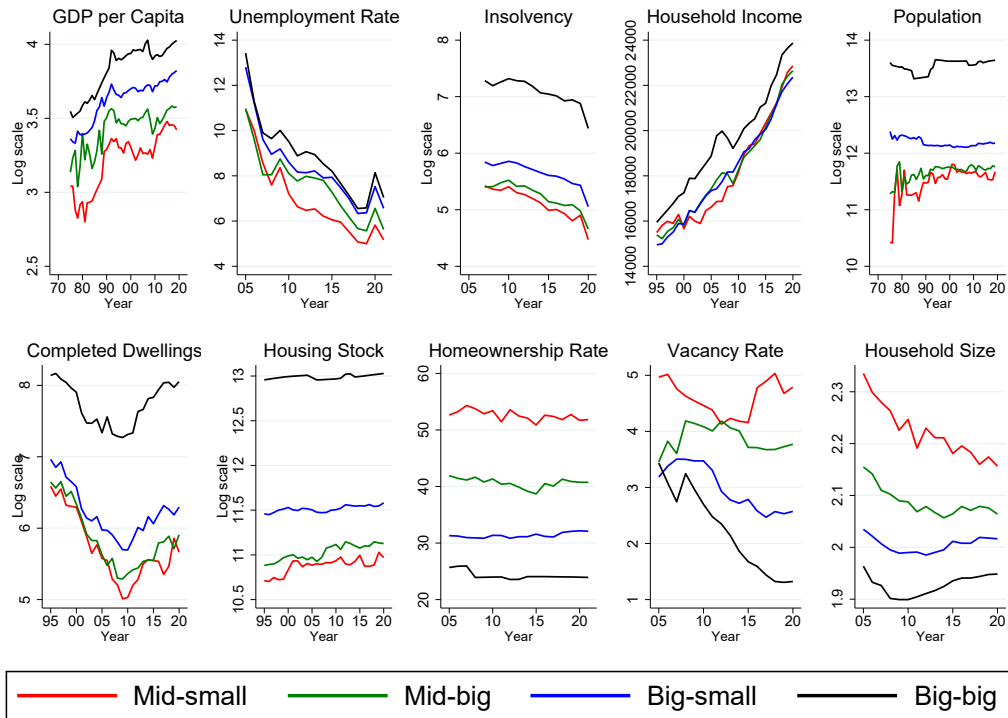 GDP per Capita
Log scale
2.5
3
3.5
4
70 80 90 00 10 20
Year
Unemployment Rate
4
6
8
10
12
14
05 10 15 20
Year
Insolvency
Log scale
4
5
6
7
8
05 10 15 20
Year
Household Income
14000
16000
18000
20000
22000
24000
95 00 05 10 15 20
Year
Population
Log scale
10
11
12
13
14
70 80 90 00 10 20
Year
Completed Dwellings
Log scale
5
6
7
8
95 00 05 10 15 20
Year
Housing Stock
Log scale
10.5
11
11.5
12
12.5
13
95 00 05 10 15 20
Year
Homeownership Rate
20
30
40
50
60
05 10 15 20
Year
Vacancy Rate
1
2
3
4
5
05 10 15 20
Year
Household Size
1.9
2
2.1
2.2
2.3
05 10 15 20
Year
Mid-small Mid-big Big-small Big-big